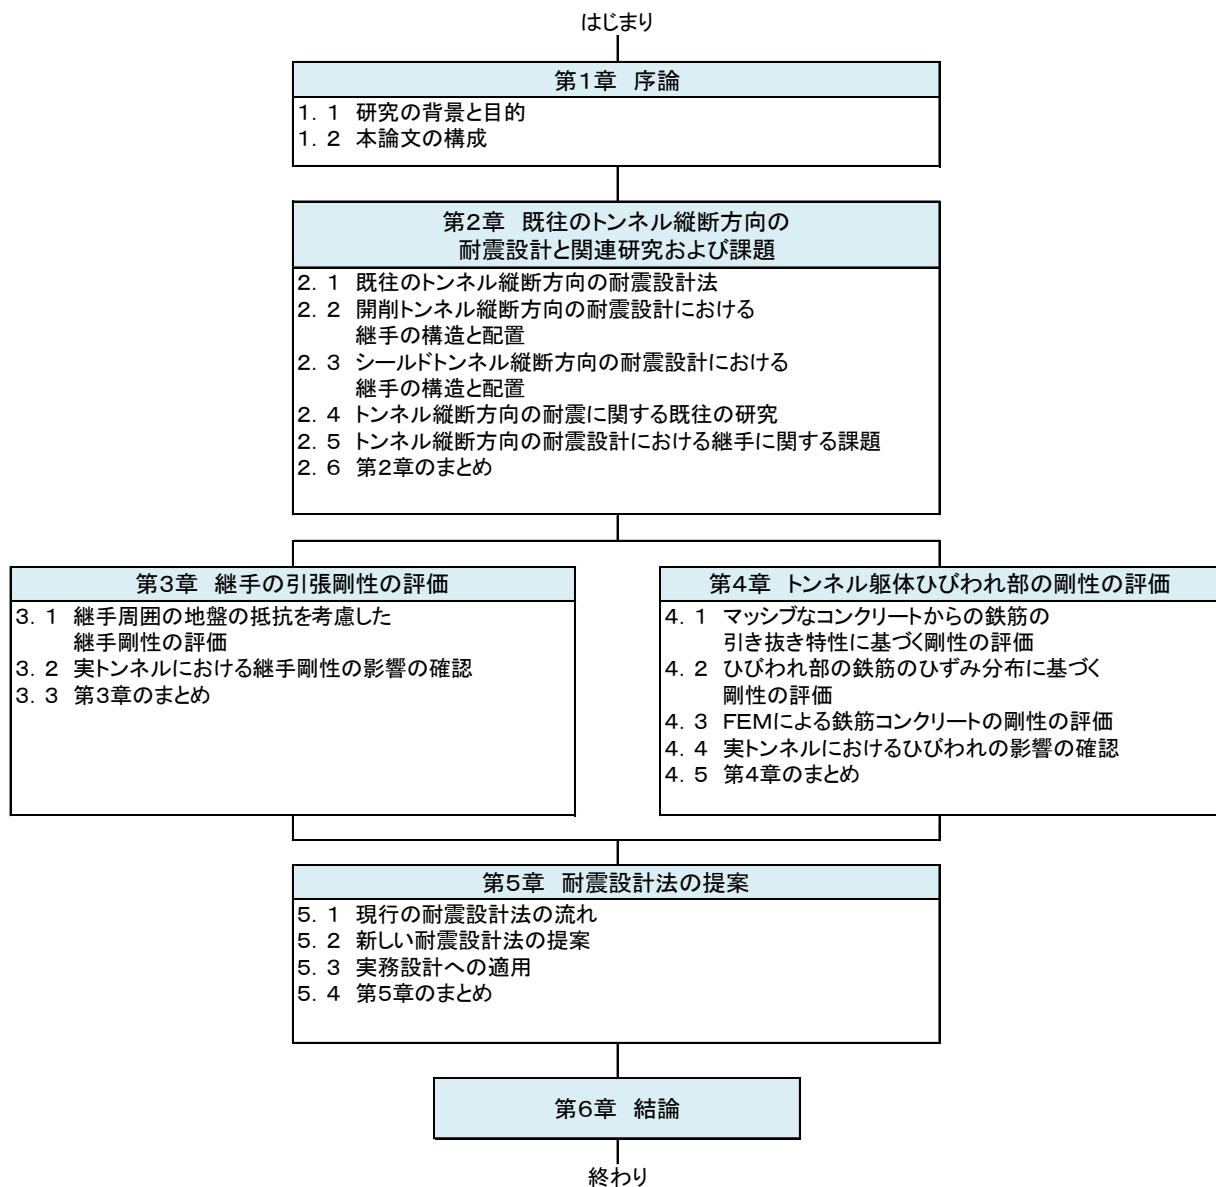 はじまり
第1章 序論
1．1 研究の背景と目的
1．2 本論文の構成
第2章 既往のトンネル縦断方向の
耐震設計と関連研究および課題
2．1 既往のトンネル縦断方向の耐震設計法
2．2 開削トンネル縦断方向の耐震設計における
継手の構造と配置
2．3 シールドトンネル縦断方向の耐震設計における
継手の構造と配置
2．4 トンネル縦断方向の耐震に関する既往の研究
2．5 トンネル縦断方向の耐震設計における継手に関する課題
2．6 第2章のまとめ
第3章 継手の引張剛性の評価
3．1 継手周囲の地盤の抵抗を考慮した
継手剛性の評価
3．2 実トンネルにおける継手剛性の影響の確認
3．3 第3章のまとめ
第4章 トンネル躯体ひびわれ部の剛性の評価
4．1 マッシブなコンクリートからの鉄筋の
引き抜き特性に基づく剛性の評価
4．2 ひびわれ部の鉄筋のひずみ分布に基づく
剛性の評価
4．3 FEMによる鉄筋コンクリートの剛性の評価
4．4 実トンネルにおけるひびわれの影響の確認
4．5 第4章のまとめ
第5章 耐震設計法の提案
5．1 現行の耐震設計法の流れ
5．2 新しい耐震設計法の提案
5．3 実務設計への適用
5．4 第5章のまとめ
第6章 結論
終わり